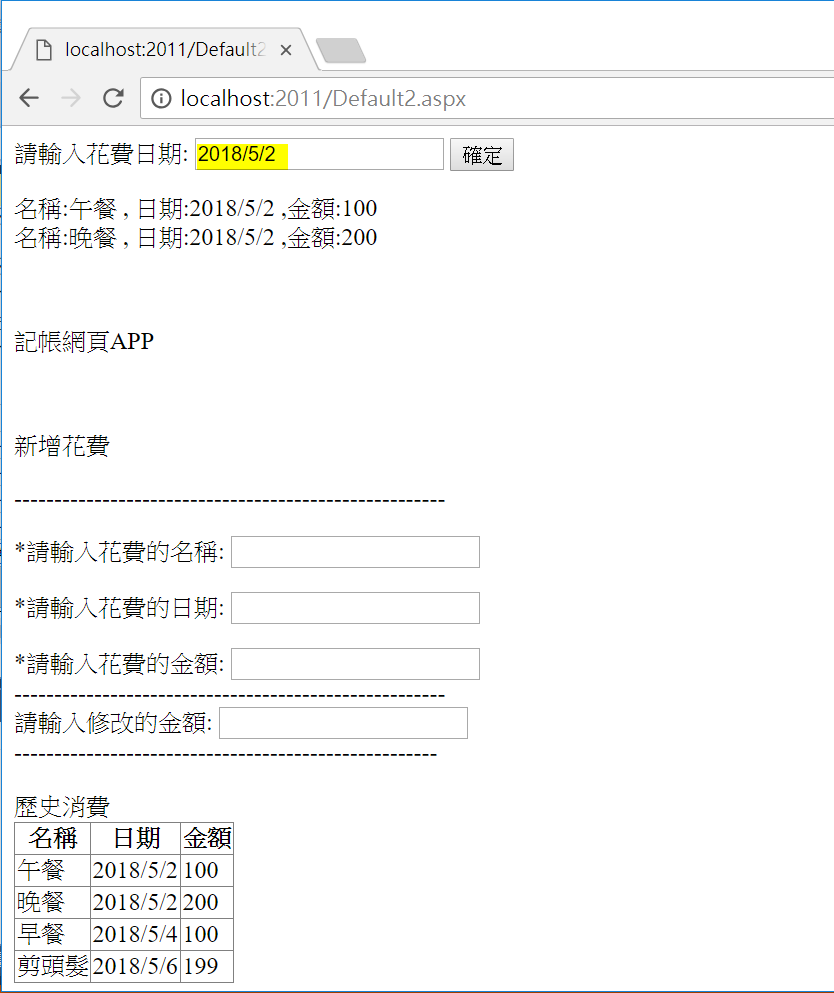 localhost:2011/Default2
localhost:2011/Default2.aspx
請輸入花費日期: 2018/5/2 確定
名稱:午餐 , 日期:2018/5/2 ,金額:100
名稱:晚餐 , 日期:2018/5/2 ,金額:200
記帳網頁APP
新增花費
------------------------------------------------------
*請輸入花費的名稱:
*請輸入花費的日期:
*請輸入花費的金額:
------------------------------------------------------
請輸入修改的金額:
-----------------------------------------------------
歷史消費
名稱 日期 金額
午餐 2018/5/2 100
晚餐 2018/5/2 200
早餐 2018/5/4 100
剪頭髮 2018/5/6 199